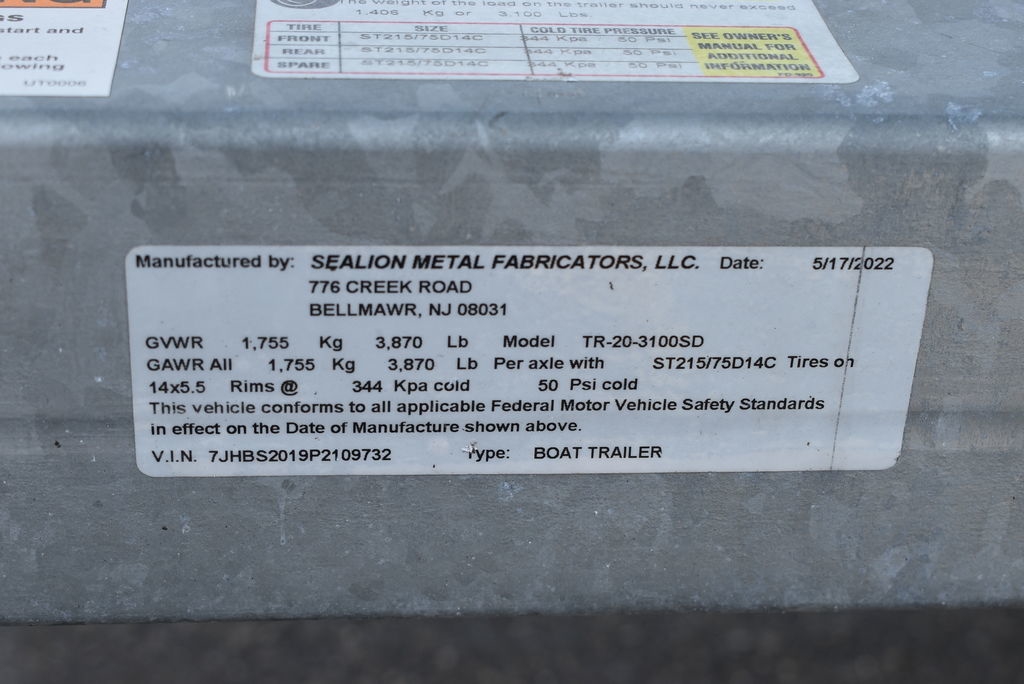 start and
each
owing
UT0006
The weight of the load on the trailer should never exceed
1,406 Kg or 3,100 Lbs.
TIRE SIZE COLD TIRE PRESSURE
FRONT ST215/75D14C 344 Kpa 50 Psi
REAR ST215/75D14C 344 Kpa 50 Psi
SPARE ST215/75D14C 344 Kpa 50 Psi
SEE OWNER'S
MANUAL FOR
ADDITIONAL
INFORMATION
Manufactured by: SEALION METAL FABRICATORS, LLC. Date: 5/17/2022
776 CREEK ROAD
BELLMAWR, NJ 08031
GVWR 1,755 Kg 3,870 Lb Model TR-20-3100SD
GAWR All 1,755 Kg 3,870 Lb Per axle with ST215/75D14C Tires on
14x5.5 Rims @ 344 Kpa cold 50 Psi cold
This vehicle conforms to all applicable Federal Motor Vehicle Safety Standards
in effect on the Date of Manufacture shown above.
V.I.N. 7JHBS2019P2109732 Type: BOAT TRAILER